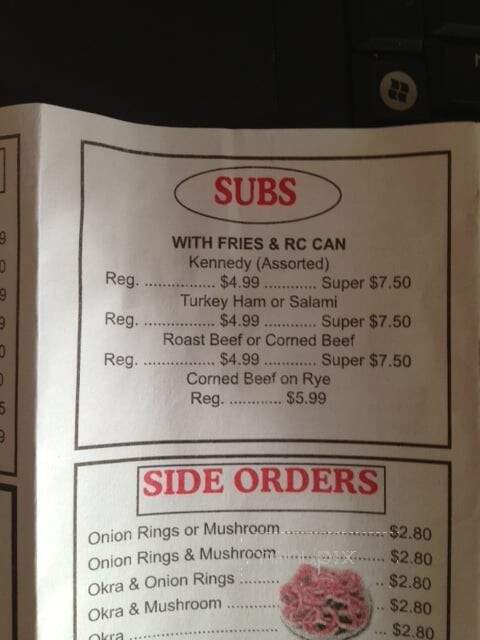 SUBS
WITH FRIES & RC CAN
Kennedy (Assorted)
Reg. ................ $4.99 ............ Super $7.50
Turkey Ham or Salami
Reg. ................ $4.99 ............ Super $7.50
Roast Beef or Corned Beef
Reg. ................ $4.99 ............ Super $7.50
Corned Beef on Rye
Reg. ............ $5.99
SIDE ORDERS
Onion Rings or Mushroom ........................ $2.80
Onion Rings & Mushroom ........................ $2.80
Okra & Onion Rings ......... .. $2.80
Okra & Mushroom ............. .. $2.80
Okra ............... $2.80